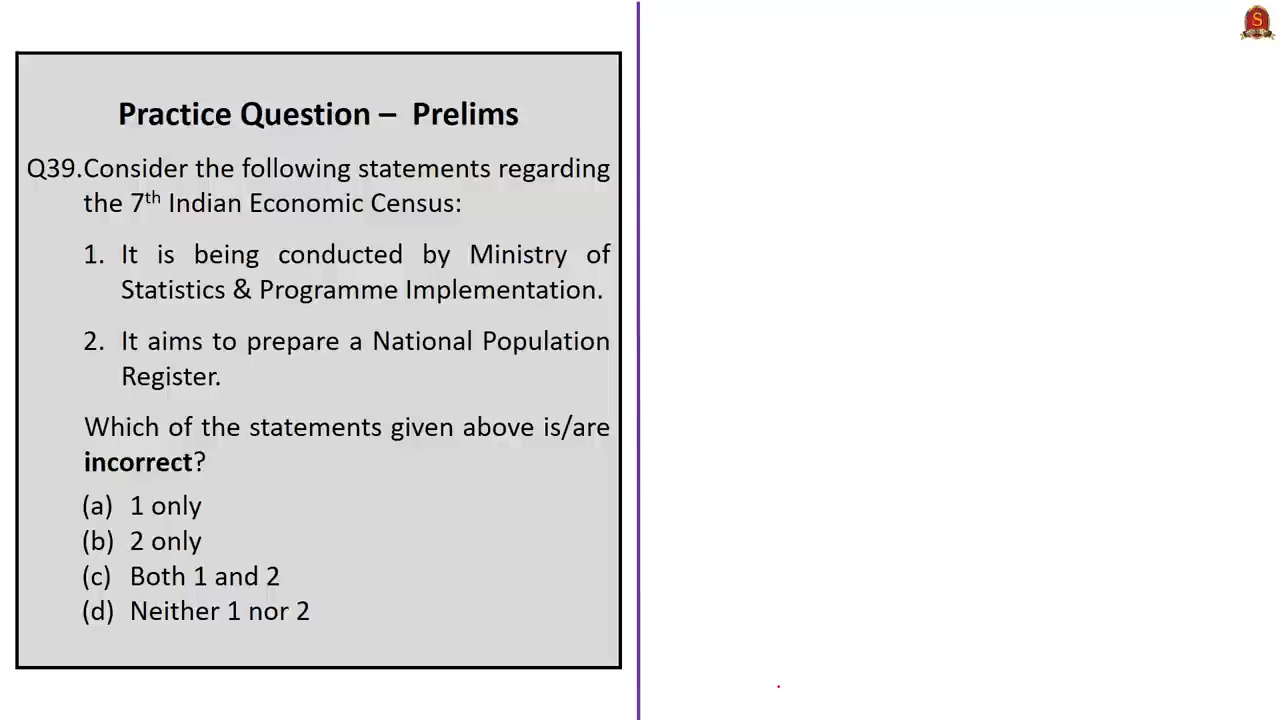 Practice Question – Prelims
Q39.Consider the following statements regarding
the 7th Indian Economic Census:
1. It is being conducted by Ministry of
Statistics & Programme Implementation.
2. It aims to prepare a National Population
Register.
Which of the statements given above is/are
incorrect?
(a) 1 only
(b) 2 only
(c) Both 1 and 2
(d) Neither 1 nor 2
S